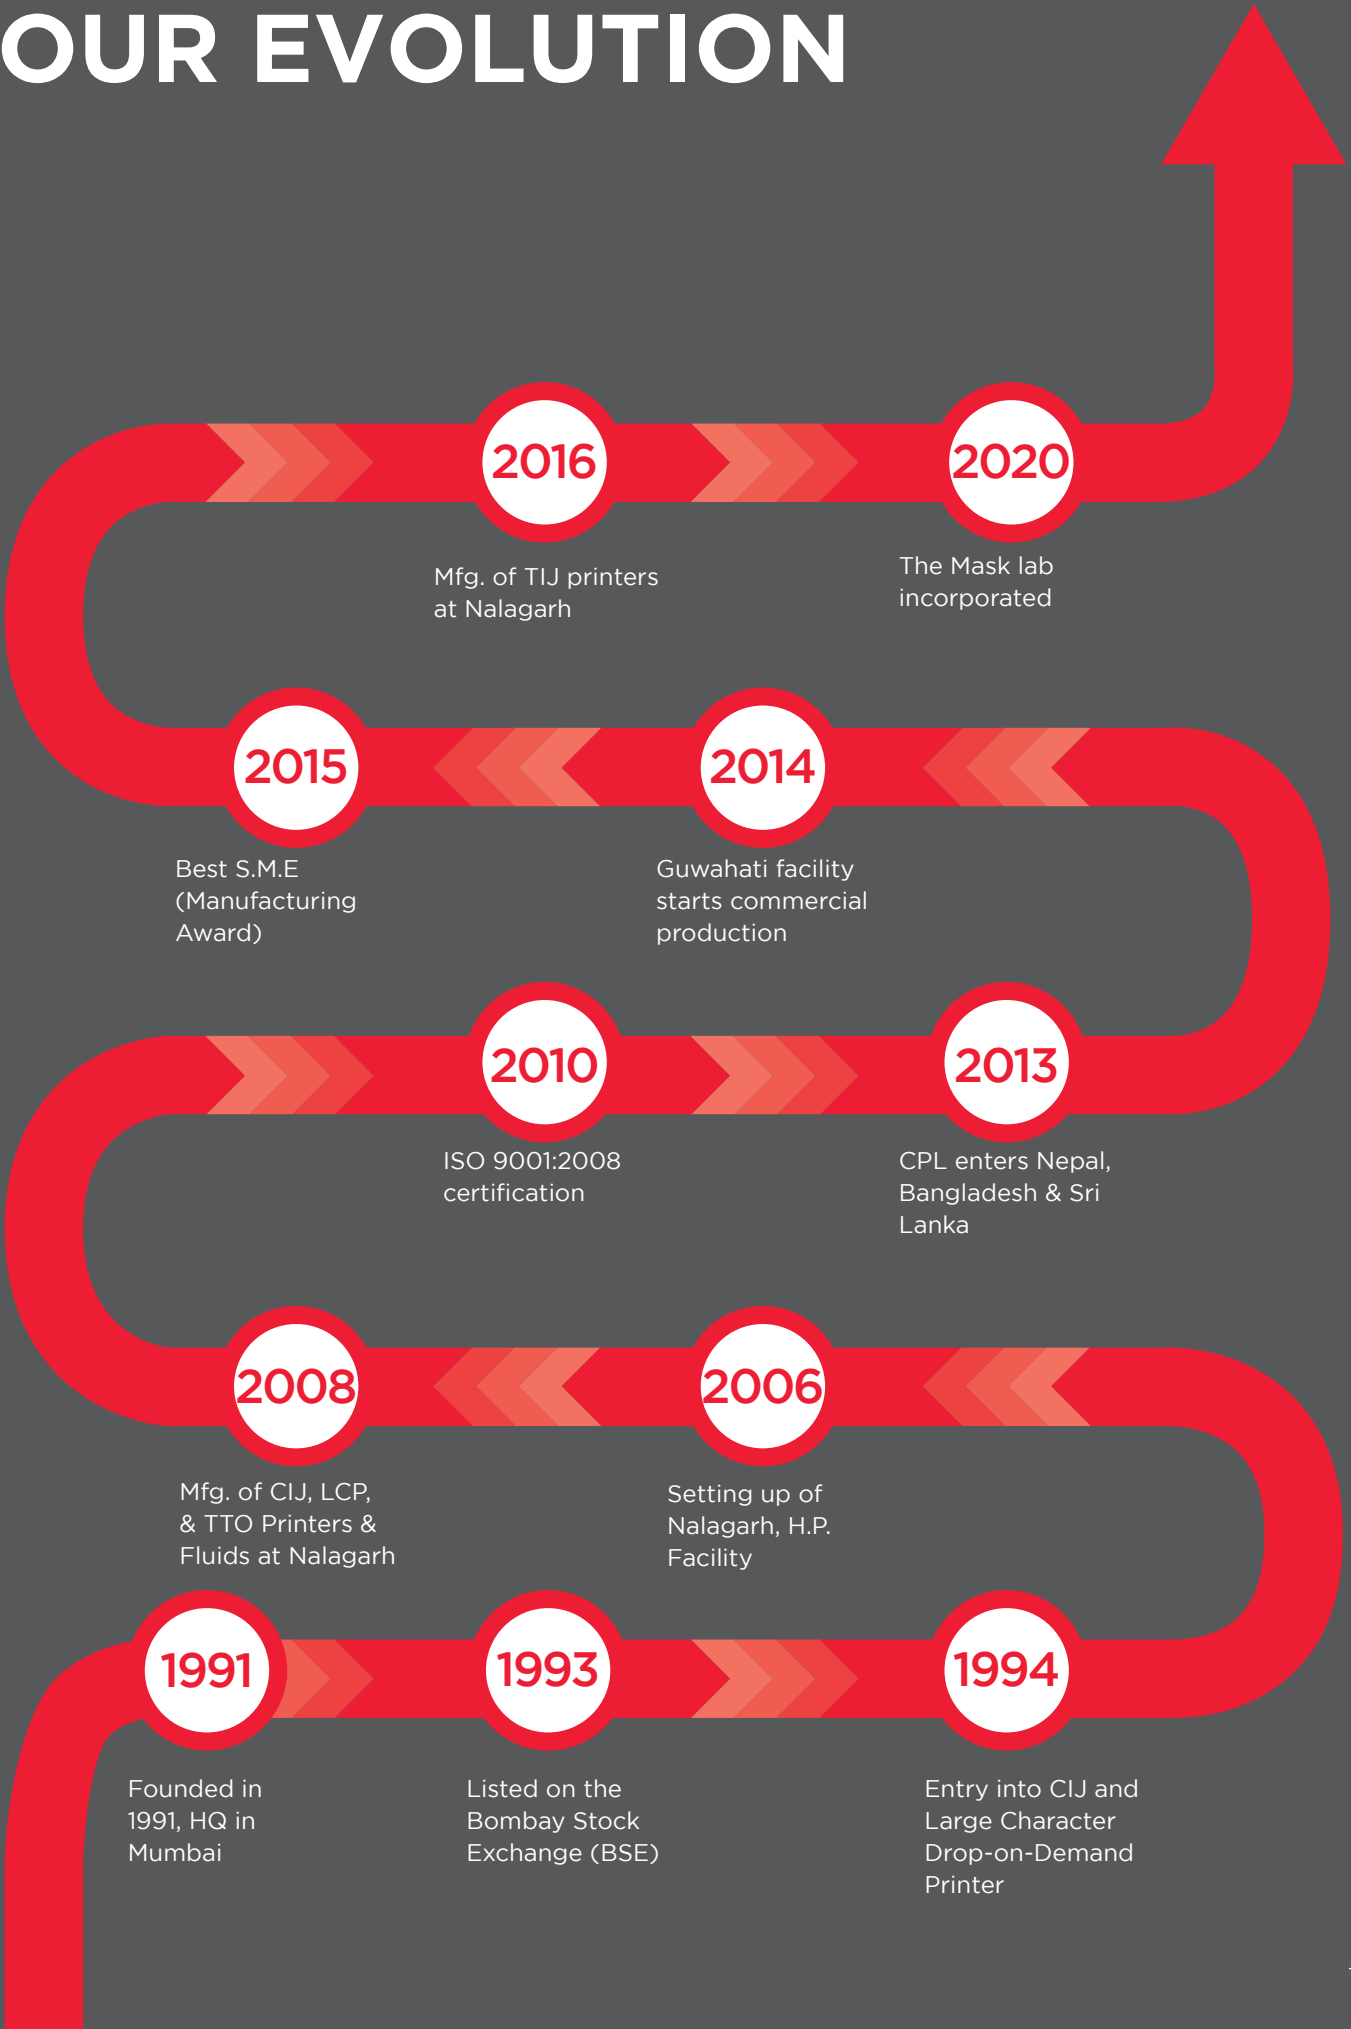 OUR EVOLUTION
2016
2020
Mfg. of TIJ printers
at Nalagarh
The Mask lab
incorporated
2015
2014
Best S.M.E
(Manufacturing
Award)
Guwahati facility
starts commercial
production
2010
2013
ISO 9001:2008
certification
CPL enters Nepal,
Bangladesh & Sri
Lanka
2008
2006
Mfg. of CIJ, LCP,
& TTO Printers &
Fluids at Nalagarh
Setting up of
Nalagarh, H.P.
Facility
1991
1993
1994
Founded in
1991, HQ in
Mumbai
Listed on the
Bombay Stock
Exchange (BSE)
Entry into CIJ and
Large Character
Drop-on-Demand
Printer